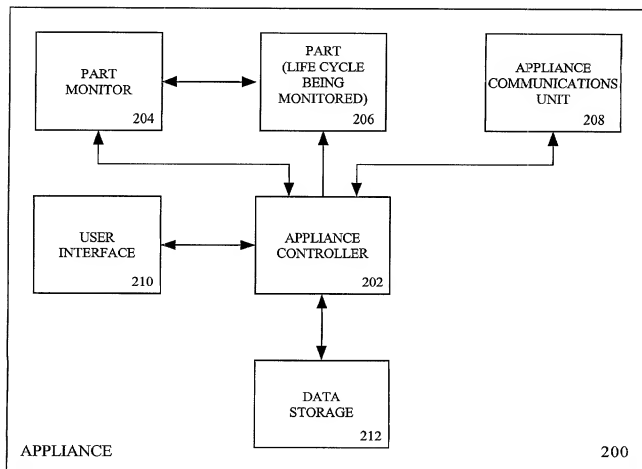 PART
MONITOR
204
PART
(LIFE CYCLE
BEING
MONITORED)
206
APPLIANCE
COMMUNICATIONS
UNIT
208
USER
INTERFACE
210
APPLIANCE
CONTROLLER
202
DATA
STORAGE
212
APPLIANCE
200